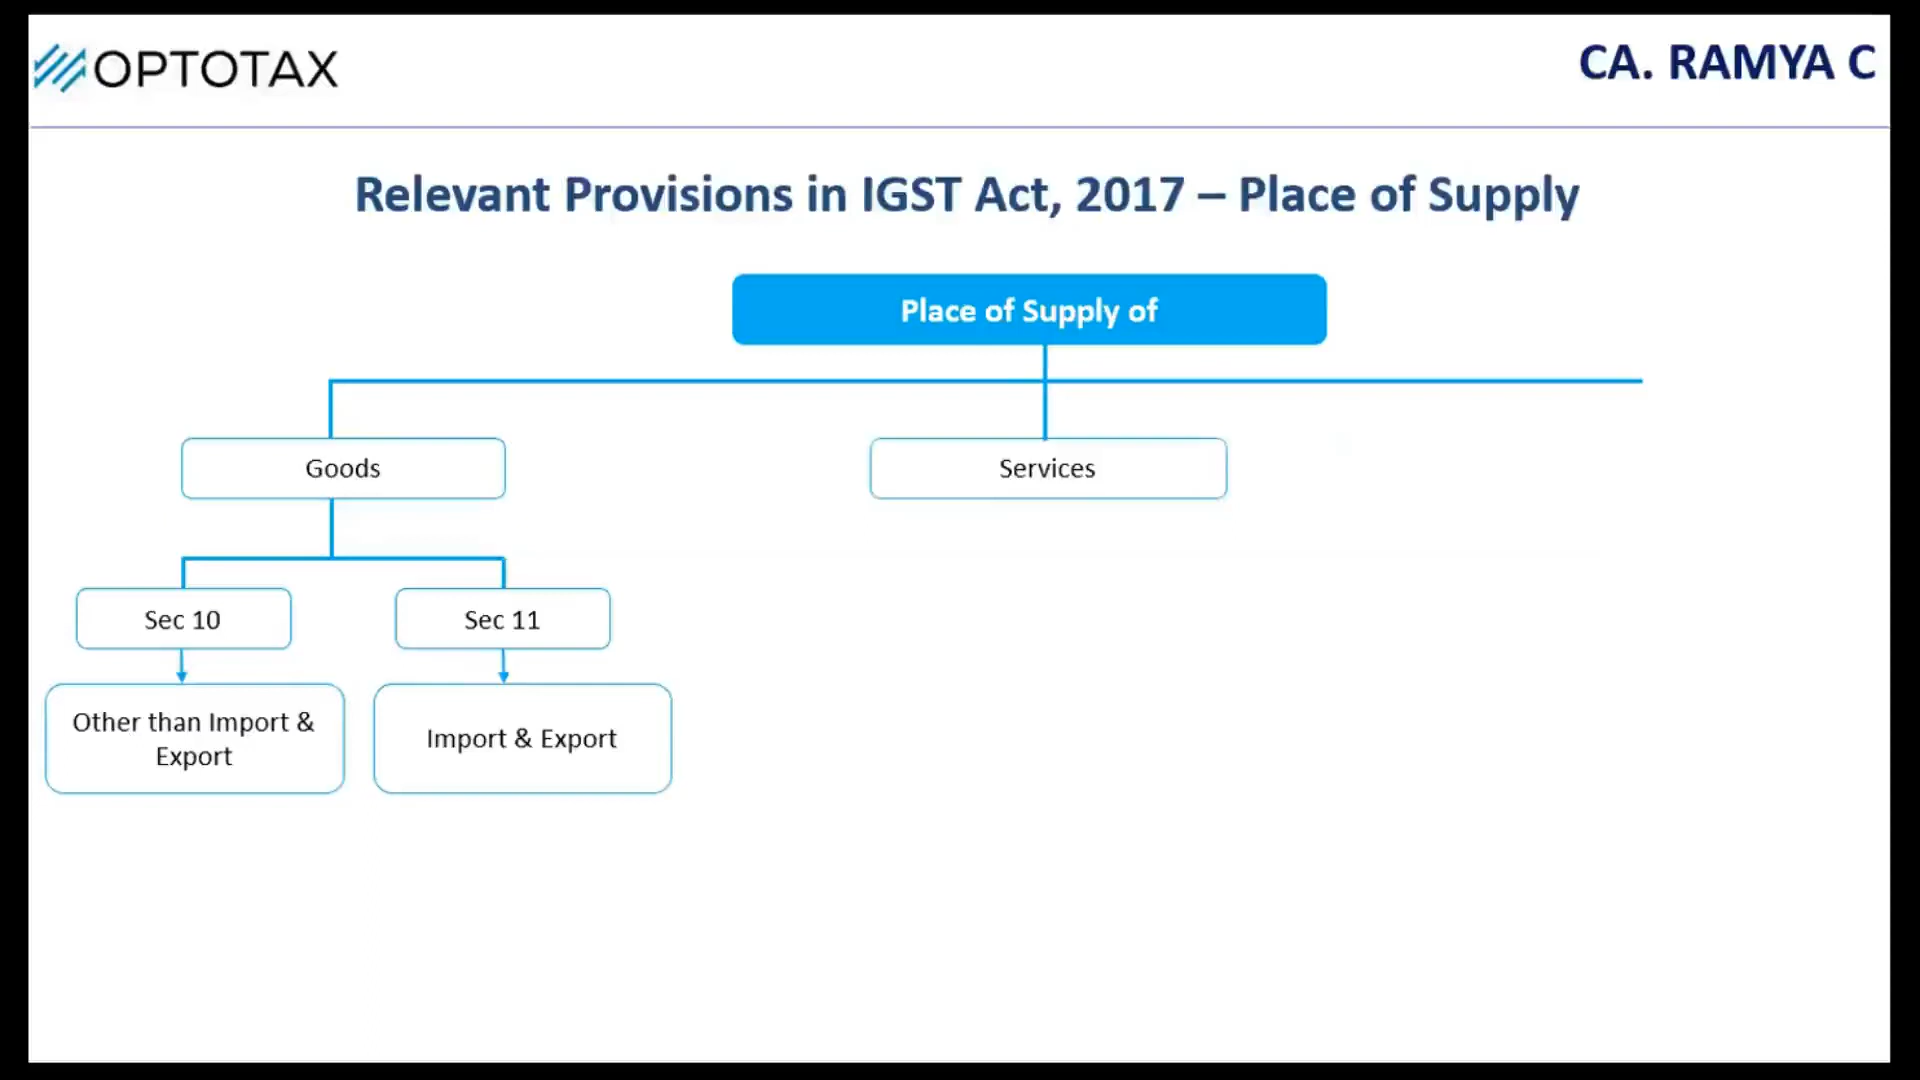 OPTOTAX
CA. RAMYA C
Relevant Provisions in IGST Act, 2017 – Place of Supply
Place of Supply of
Goods
Services
Sec 10
Sec 11
Other than Import &
Export
Import & Export